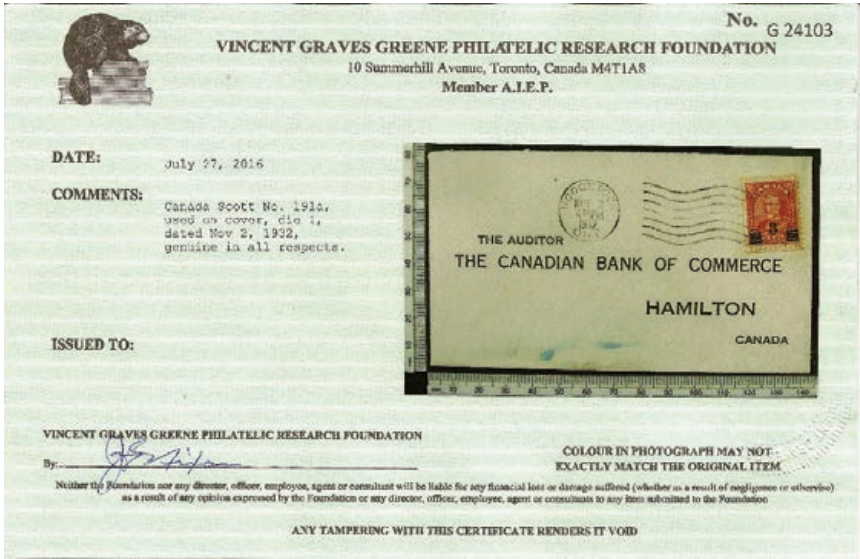 No. G 24103
VINCENT GRAVES GREENE PHILATELIC RESEARCH FOUNDATION
10 Summerhill Avenue, Toronto, Canada M4T1A8
Member A.I.E.P.
DATE: July 27, 2016
COMMENTS: Canada Scott No. 191a,
used on cover, die 1,
dated Nov 2, 1932,
genuine in all respects.
1932
CANADA
3
THE AUDITOR
THE CANADIAN BANK OF COMMERCE
HAMILTON
CANADA
ISSUED TO:
VINCENT GRAVES GREENE PHILATELIC RESEARCH FOUNDATION
By:
COLOUR IN PHOTOGRAPH MAY NOT
EXACTLY MATCH THE ORIGINAL ITEM
Neither the Foundation nor any director, officer, employee, agent or consultant will be liable for any financial loss or damage suffered (whether as a result of negligence or otherwise)
as a result of any opinion expressed by the Foundation or any director, officer, employee, agent or consultants to any item submitted to the Foundation
ANY TAMPERING WITH THIS CERTIFICATE RENDERS IT VOID